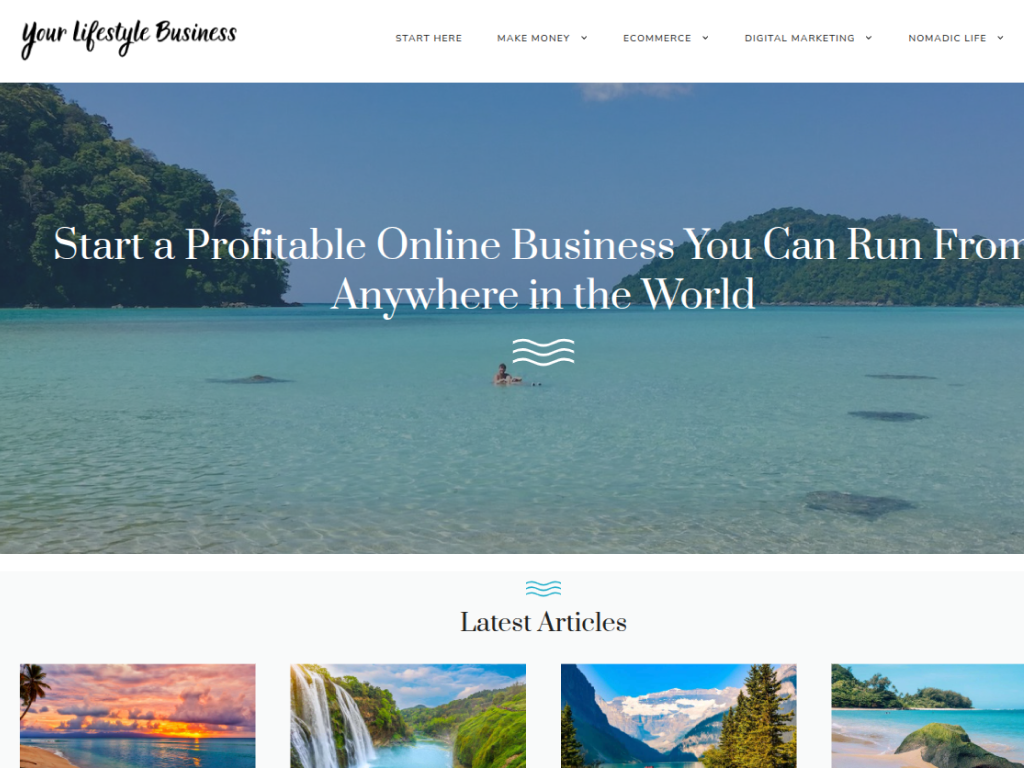 Your Lifestyle Business
START HERE
MAKE MONEY
ECOMMERCE
DIGITAL MARKETING
NOMADIC LIFE
Start a Profitable Online Business You Can Run From
Anywhere in the World
Latest Articles